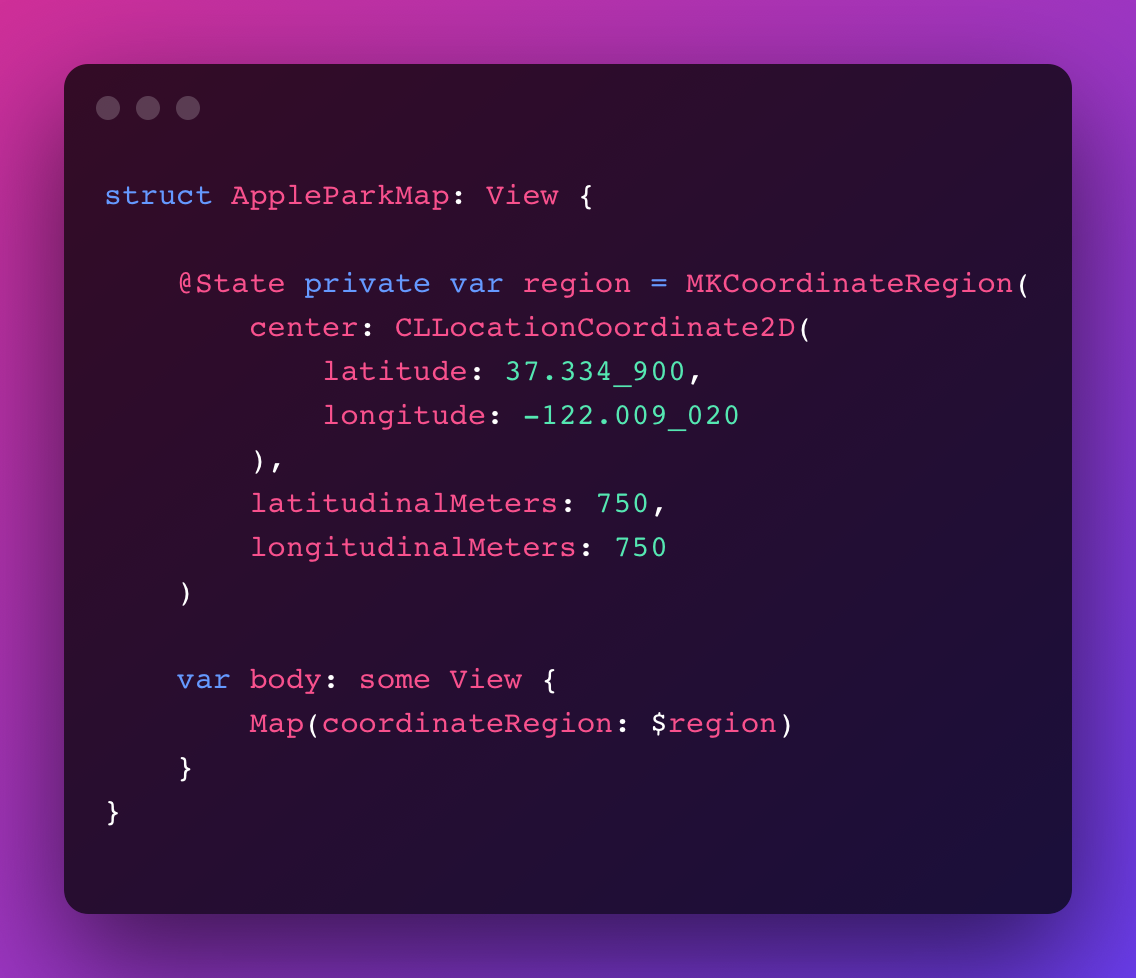 struct AppleParkMap: View {
    @State private var region = MKCoordinateRegion(
        center: CLLocationCoordinate2D(
            latitude: 37.334_900,
            longitude: -122.009_020
        ),
        latitudinalMeters: 750,
        longitudinalMeters: 750
    )
    var body: some View {
        Map(coordinateRegion: $region)
    }
}